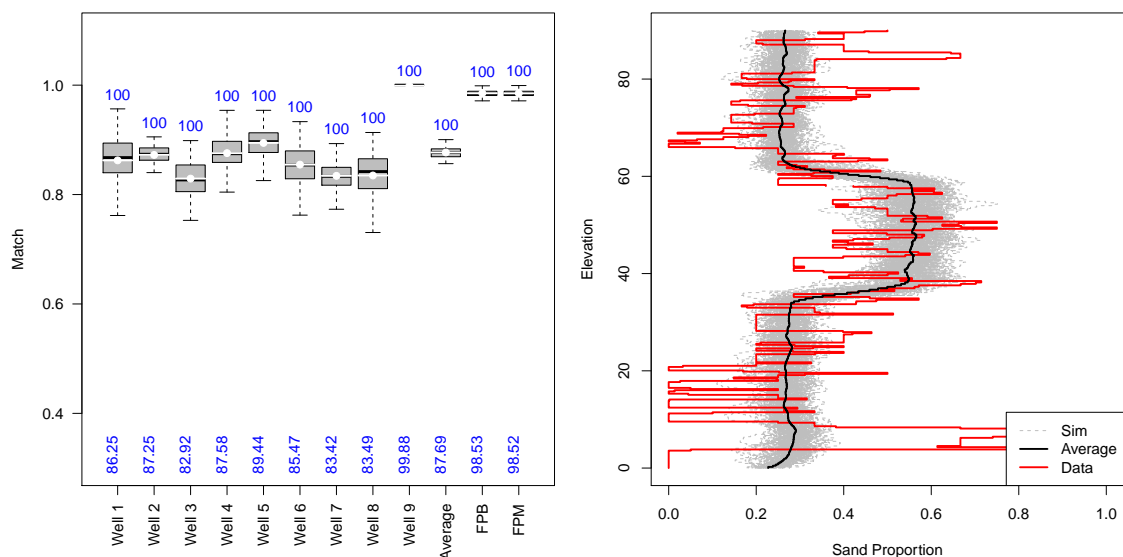 Match
1.0
0.8
0.6
0.4
100
100
100
100
100
100
100
100
100
100
100
100
86.25
87.25
82.92
87.58
89.44
85.47
83.42
83.49
99.88
87.69
98.53
98.52
Well 1
Well 2
Well 3
Well 4
Well 5
Well 6
Well 7
Well 8
Well 9
Average
FPB
FPM
Elevation
80
60
40
20
0
Sim
Average
Data
0.0
0.2
0.4
0.6
0.8
1.0
Sand Proportion